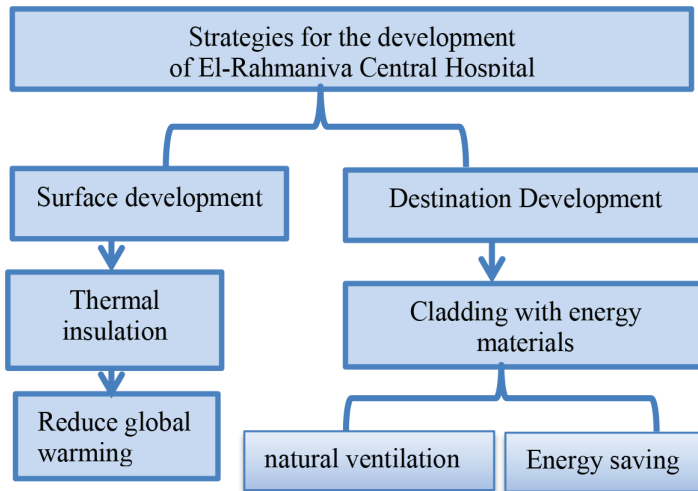 Strategies for the development
of El-Rahmaniya Central Hospital
Surface development
Destination Development
Thermal
insulation
Cladding with energy
materials
Reduce global
warming
natural ventilation
Energy saving